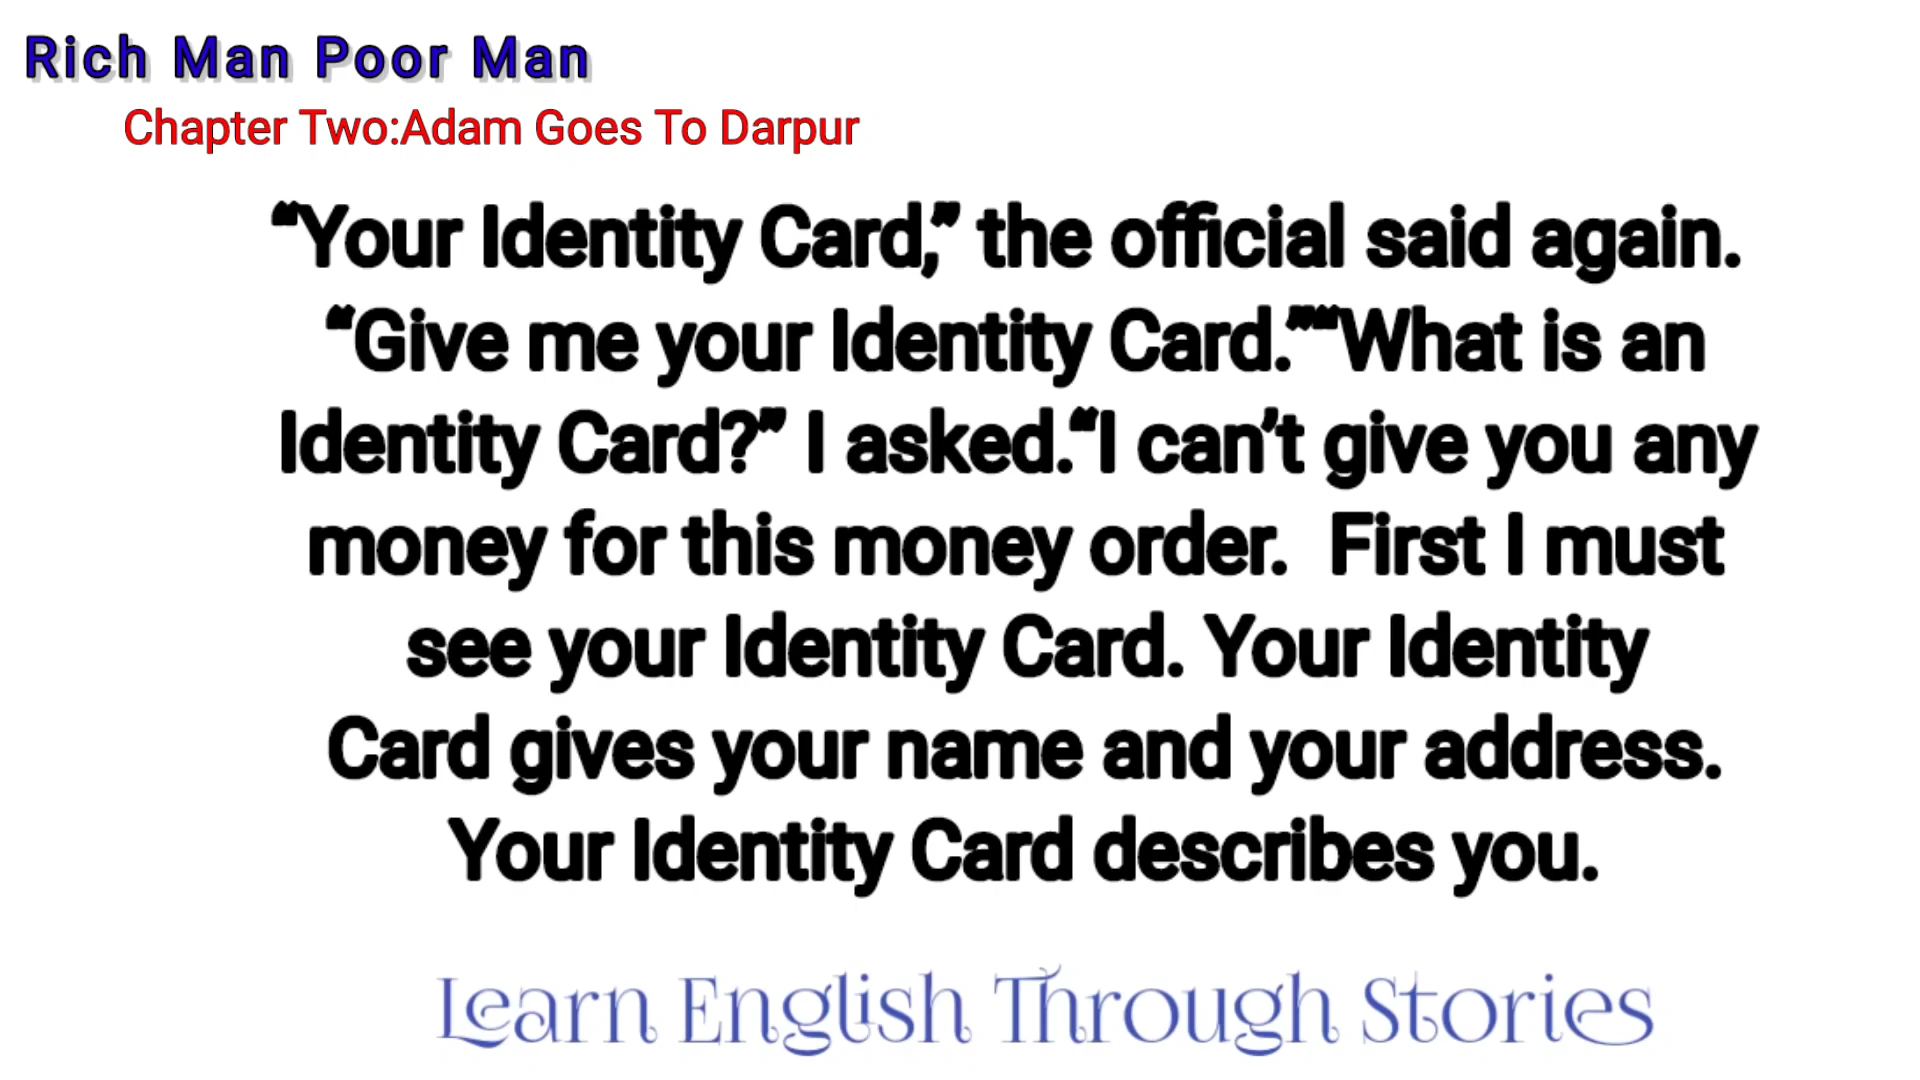 Rich Man Poor Man
Chapter Two:Adam Goes To Darpur
“Your Identity Card,” the official said again.
“Give me your Identity Card.”“What is an
Identity Card?” I asked.“I can’t give you any
money for this money order.  First I must
see your Identity Card. Your Identity
Card gives your name and your address.
Your Identity Card describes you.
Learn English Through Stories